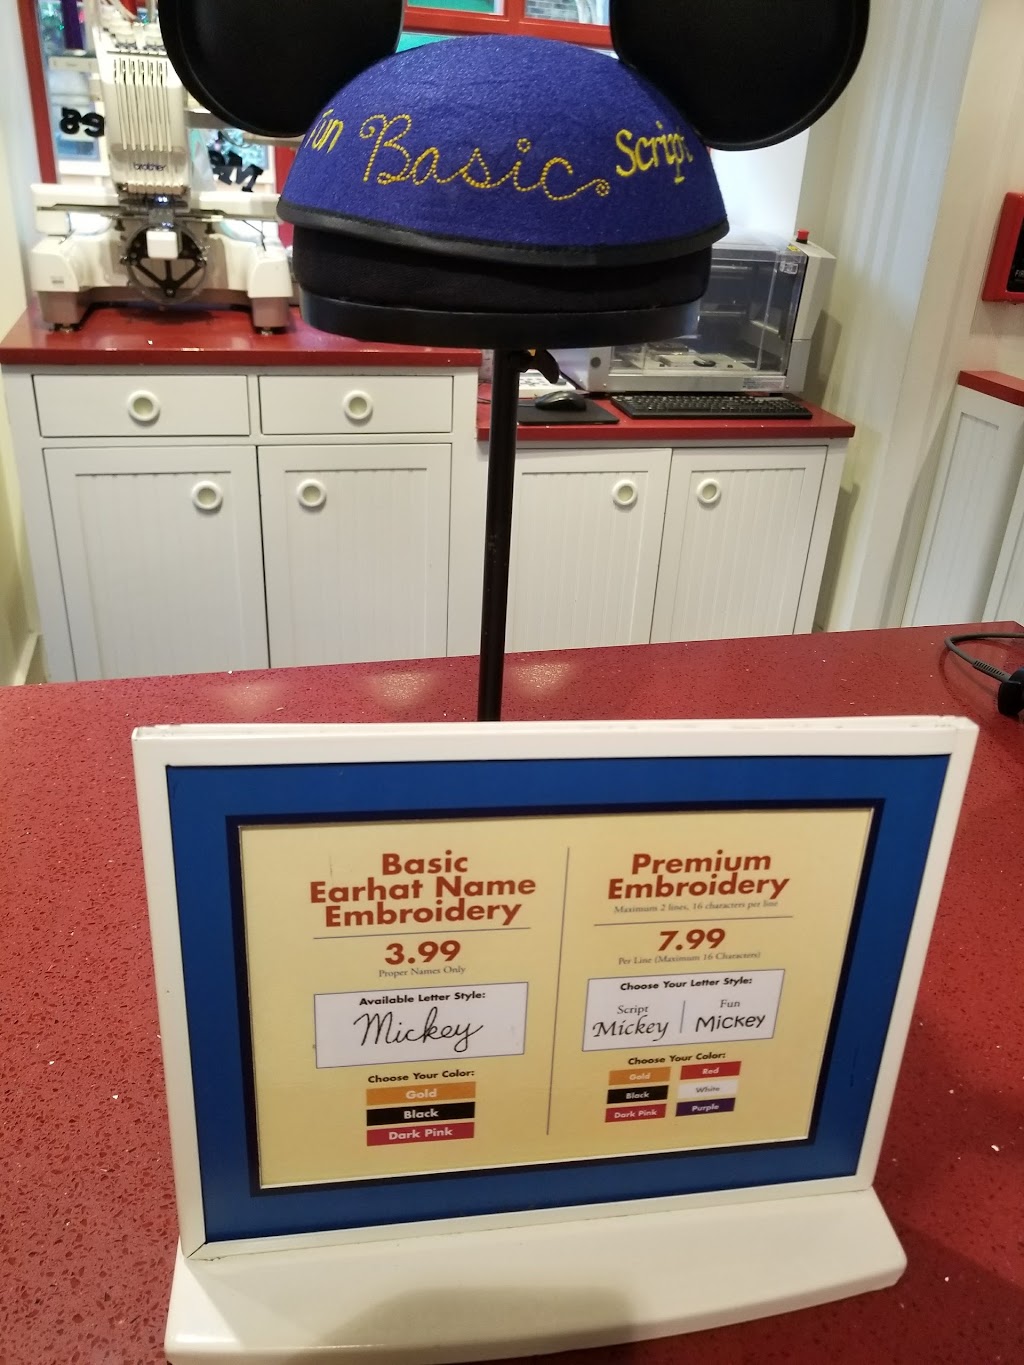 brother
Fun Basic Script
Basic
Earhat Name
Embroidery
3.99
Proper Names Only
Available Letter Style:
Mickey
Choose Your Color:
Gold
Black
Dark Pink
Premium
Embroidery
Maximum 2 lines, 16 characters per line
7.99
Per Line (Maximum 16 Characters)
Choose Your Letter Style:
Script
Mickey
Fun
Mickey
Choose Your Color:
Gold
Black
Dark Pink
Red
White
Purple